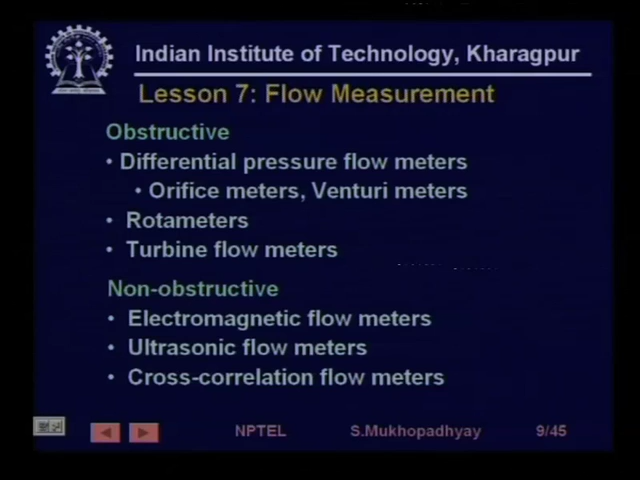 Indian Institute of Technology, Kharagpur
Lesson 7: Flow Measurement
Obstructive
• Differential pressure flow meters
• Orifice meters, Venturi meters
• Rotameters
• Turbine flow meters
Non-obstructive
• Electromagnetic flow meters
• Ultrasonic flow meters
• Cross-correlation flow meters
NPTEL S.Mukhopadhyay 9/45